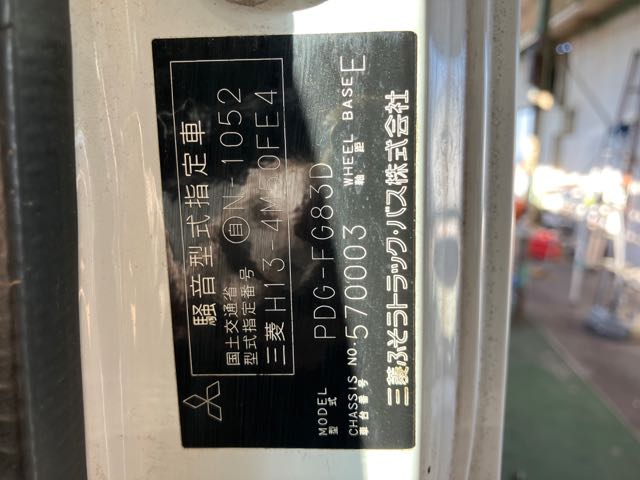 騒音型式指定車
国土交通省
型式指定番号
自 N-1052
三菱 H13-4M50FE4
MODEL
型式
PDG-FG83D
CHASSIS NO.
車台番号
570003
WHEEL BASE
軸距
E
三菱ふそうトラック・バス株式会社